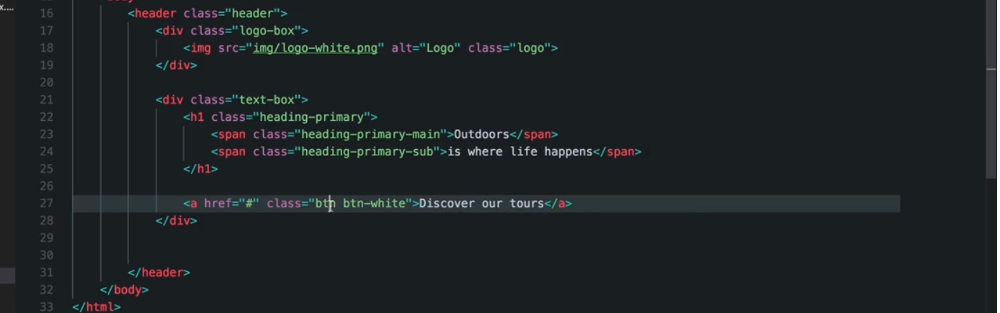 x....
16 <header class="header">
17 <div class="logo-box">
18 <img src="img/logo-white.png" alt="Logo" class="logo">
19 </div>
20
21 <div class="text-box">
22 <h1 class="heading-primary">
23 <span class="heading-primary-main">Outdoors</span>
24 <span class="heading-primary-sub">is where life happens</span>
25 </h1>
26
27 <a href="#" class="btn btn-white">Discover our tours</a>
28 </div>
29
30
31 </header>
32 </body>
33 </html>